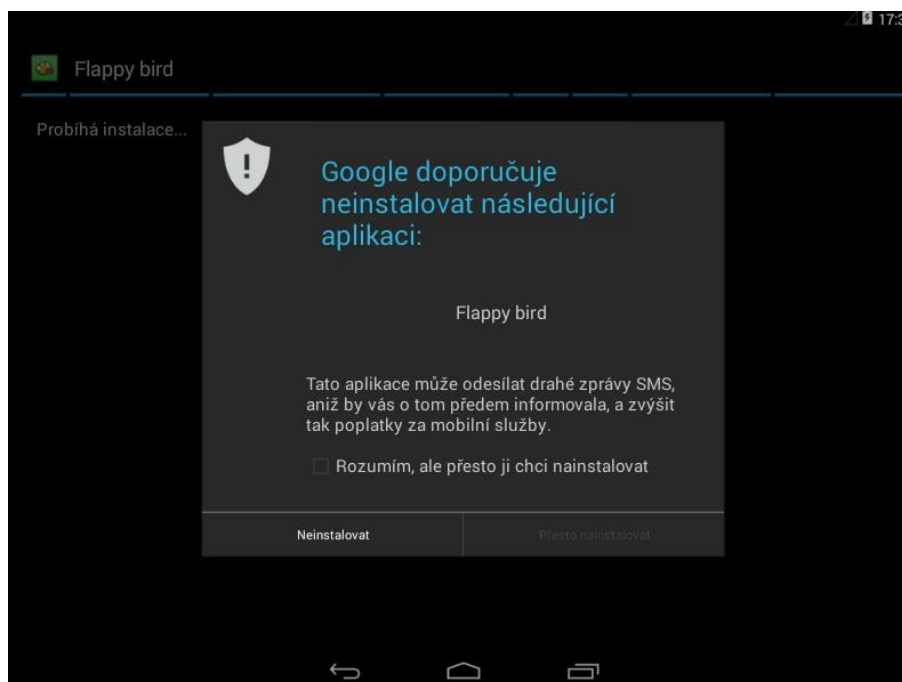 17:3
Flappy bird
Probíhá instalace...
Google doporučuje
neinstalovat následující
aplikaci:
Flappy bird
Tato aplikace může odesílat drahé zprávy SMS,
aniž by vás o tom předem informovala, a zvýšit
tak poplatky za mobilní služby.
Rozumím, ale přesto ji chci nainstalovat
Neinstalovat
Přesto nainstalovat